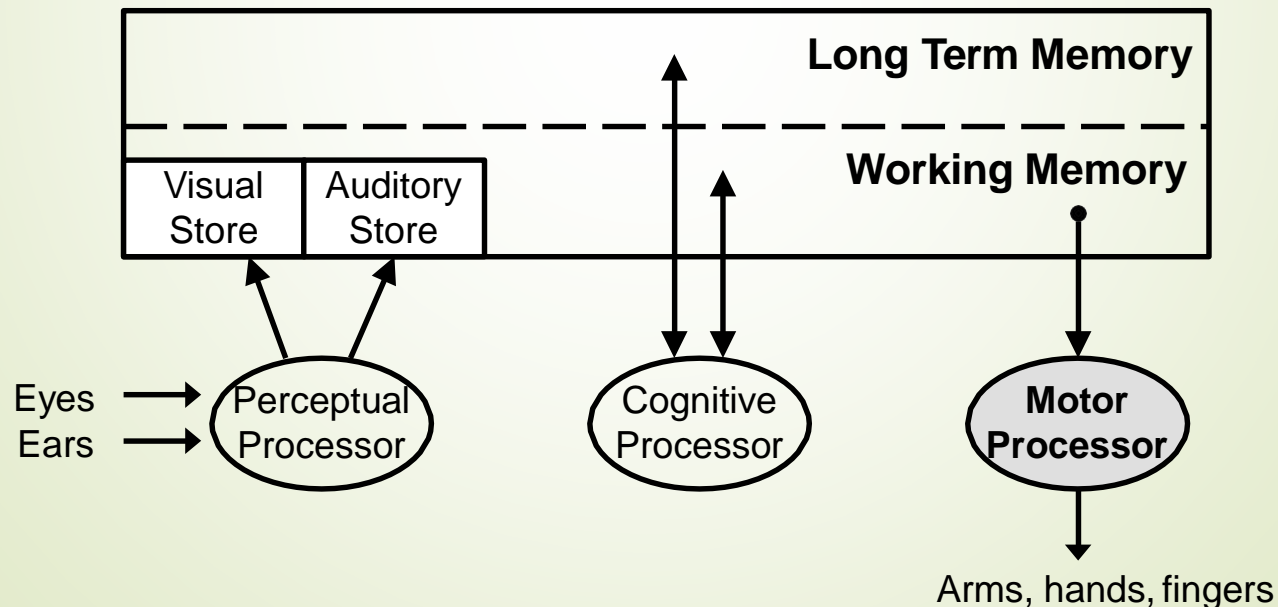 Long Term Memory
Working Memory
Visual
Store
Auditory
Store
Eyes
Ears
Perceptual
Processor
Cognitive
Processor
Motor
Processor
Arms, hands, fingers